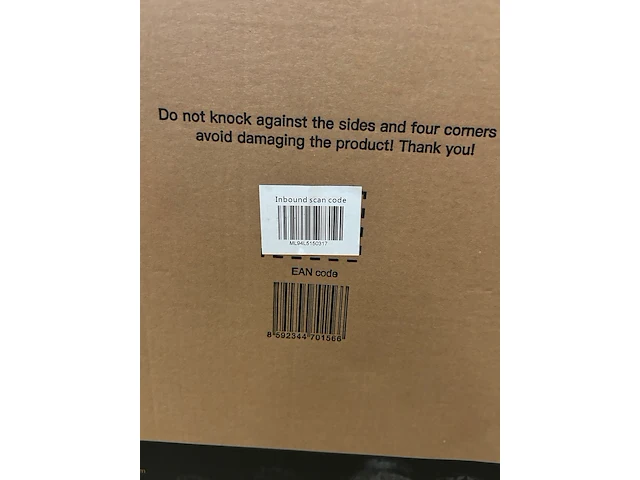 Do not knock against the sides and four corners
avoid damaging the product! Thank you!
Inbound scan code
ML94L5150317
EAN code
8 592344 701566